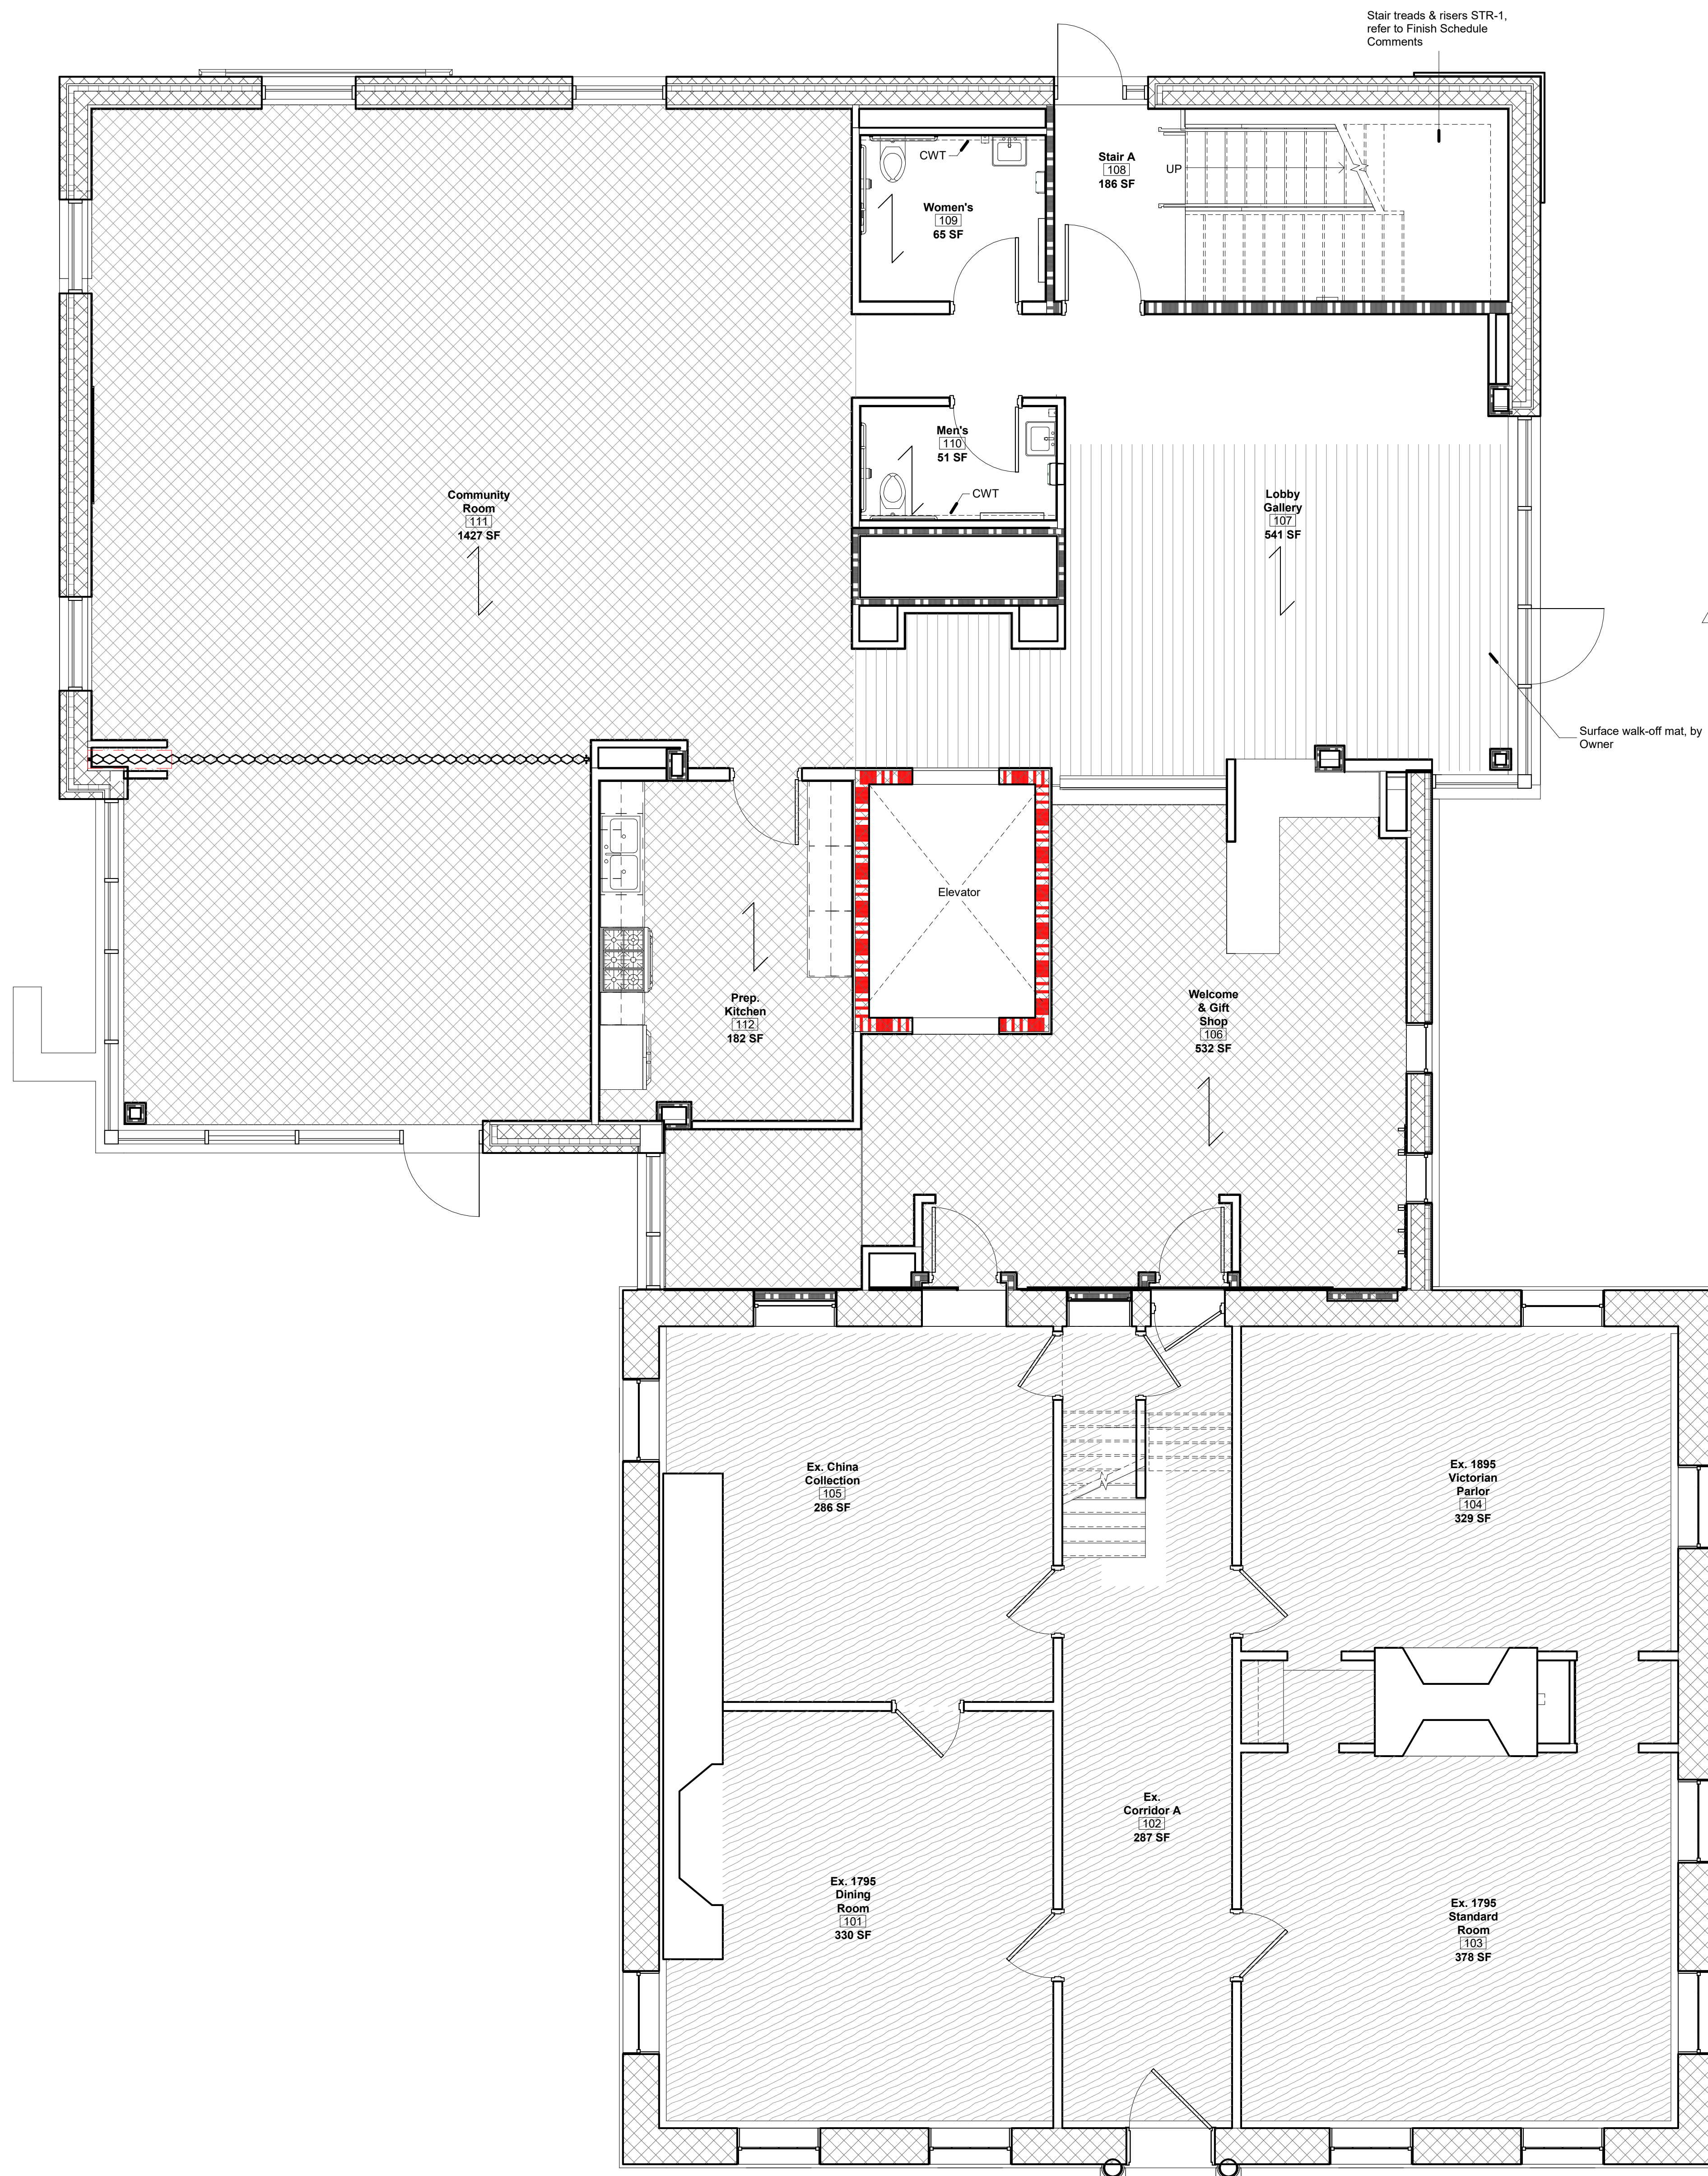 Stair treads & risers STR-1,
refer to Finish Schedule
Comments
CWT
Women's
109
65 SF
Stair A
108
186 SF
UP
Men's
110
51 SF
CWT
Community
Room
111
1427 SF
Lobby
Gallery
107
541 SF
Surface walk-off mat, by
Owner
Elevator
Prep.
Kitchen
112
182 SF
Welcome
& Gift
Shop
106
532 SF
Ex. China
Collection
105
286 SF
Ex. 1895
Victorian
Parlor
104
329 SF
Ex.
Corridor A
102
287 SF
Ex. 1795
Dining
Room
101
330 SF
Ex. 1795
Standard
Room
103
378 SF